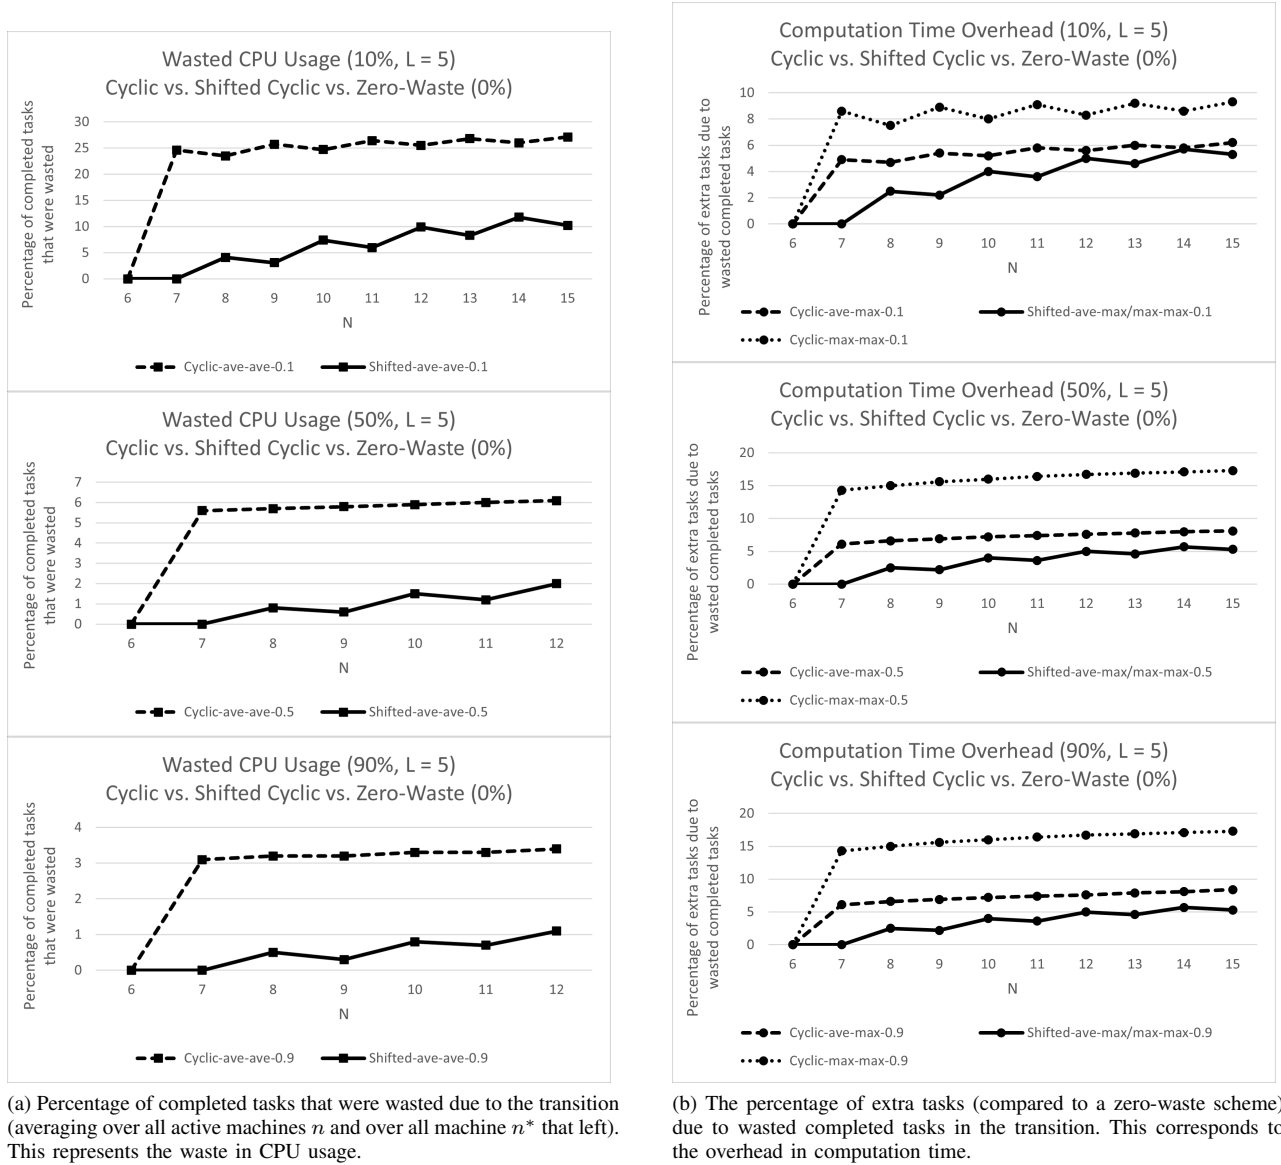 Wasted CPU Usage (10%, L = 5)
Cyclic vs. Shifted Cyclic vs. Zero-Waste (0%)
Percentage of completed tasks
that were wasted
30
25
20
15
10
5
0
6 7 8 9 10 11 12 13 14 15
N
Cyclic-ave-ave-0.1 Shifted-ave-ave-0.1
Wasted CPU Usage (50%, L = 5)
Cyclic vs. Shifted Cyclic vs. Zero-Waste (0%)
Percentage of completed tasks
that were wasted
7
6
5
4
3
2
1
0
6 7 8 9 10 11 12
N
Cyclic-ave-ave-0.5 Shifted-ave-ave-0.5
Wasted CPU Usage (90%, L = 5)
Cyclic vs. Shifted Cyclic vs. Zero-Waste (0%)
Percentage of completed tasks
that were wasted
4
3
2
1
0
6 7 8 9 10 11 12
N
Cyclic-ave-ave-0.9 Shifted-ave-ave-0.9
(a) Percentage of completed tasks that were wasted due to the transition
(averaging over all active machines n and over all machine n* that left).
This represents the waste in CPU usage.
Computation Time Overhead (10%, L = 5)
Cyclic vs. Shifted Cyclic vs. Zero-Waste (0%)
Percentage of extra tasks due to
wasted completed tasks
10
8
6
4
2
0
6 7 8 9 10 11 12 13 14 15
N
Cyclic-ave-max-0.1 Shifted-ave-max/max-max-0.1
Cyclic-max-max-0.1
Computation Time Overhead (50%, L = 5)
Cyclic vs. Shifted Cyclic vs. Zero-Waste (0%)
Percentage of extra tasks due to
wasted completed tasks
20
15
10
5
0
6 7 8 9 10 11 12 13 14 15
N
Cyclic-ave-max-0.5 Shifted-ave-max/max-max-0.5
Cyclic-max-max-0.5
Computation Time Overhead (90%, L = 5)
Cyclic vs. Shifted Cyclic vs. Zero-Waste (0%)
Percentage of extra tasks due to
wasted completed tasks
20
15
10
5
0
6 7 8 9 10 11 12 13 14 15
N
Cyclic-ave-max-0.9 Shifted-ave-max/max-max-0.9
Cyclic-max-max-0.9
(b) The percentage of extra tasks (compared to a zero-waste scheme)
due to wasted completed tasks in the transition. This corresponds to
the overhead in computation time.